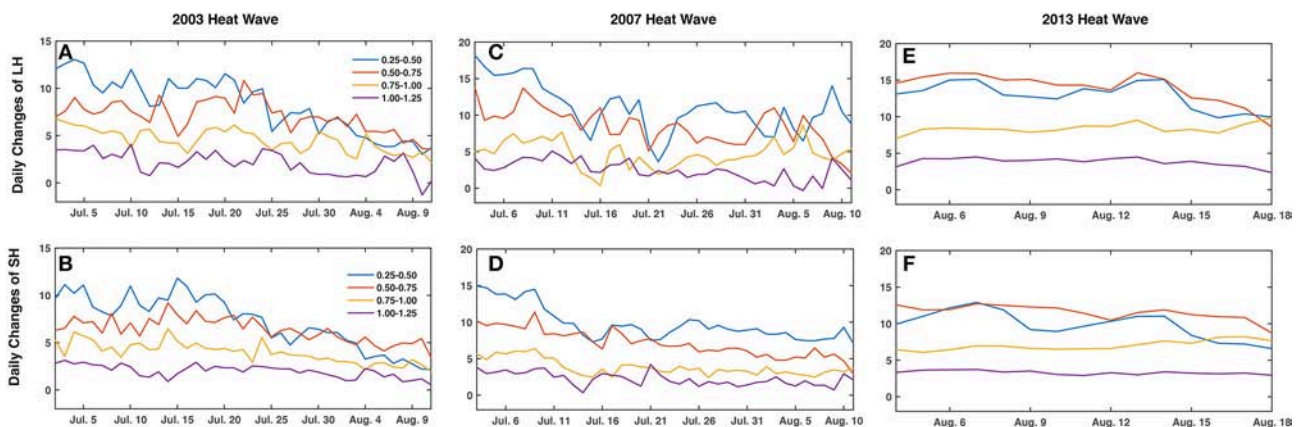 2003 Heat Wave
2007 Heat Wave
2013 Heat Wave
Daily Changes of LH
A
15
10
5
0
0.25-0.50
0.50-0.75
0.75-1.00
1.00-1.25
Jul. 5 Jul. 10 Jul. 15 Jul. 20 Jul. 25 Jul. 30 Aug. 4 Aug. 9
C
20
15
10
5
0
Jul. 6 Jul. 11 Jul. 16 Jul. 21 Jul. 26 Jul. 31 Aug. 5 Aug. 10
E
20
15
10
5
0
Aug. 6 Aug. 9 Aug. 12 Aug. 15 Aug. 188
Daily Changes of SH
B
15
10
5
0
0.25-0.50
0.50-0.75
0.75-1.00
1.00-1.25
Jul. 5 Jul. 10 Jul. 15 Jul. 20 Jul. 25 Jul. 30 Aug. 4 Aug. 9
D
20
15
10
5
0
Jul. 6 Jul. 11 Jul. 16 Jul. 21 Jul. 26 Jul. 31 Aug. 5 Aug. 10
F
20
15
10
5
0
Aug. 6 Aug. 9 Aug. 12 Aug. 15 Aug. 188